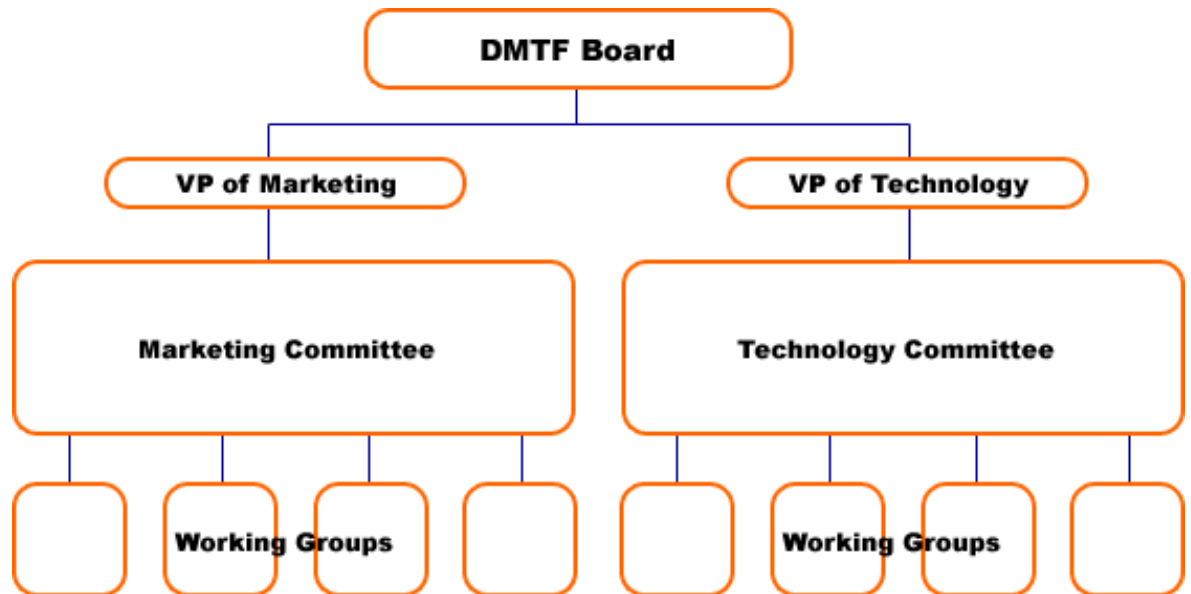 DMTF Board
VP of Marketing
VP of Technology
Marketing Committee
Technology Committee
Working Groups
Working Groups